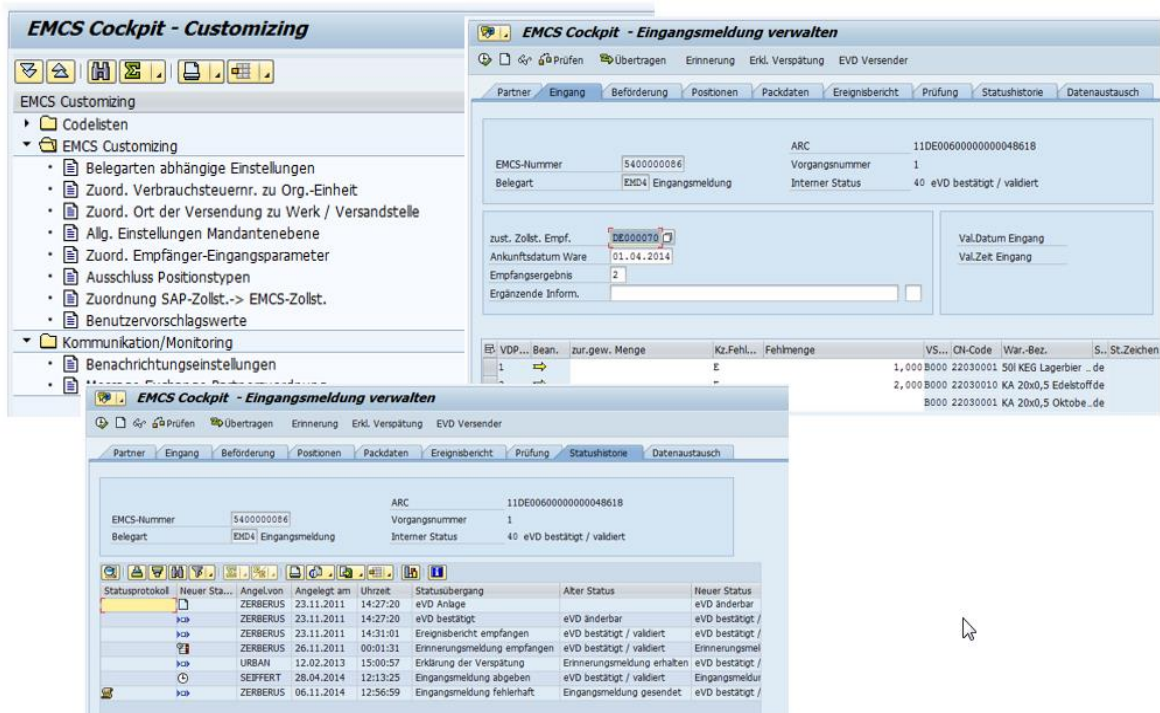 EMCS Cockpit - Customizing
EMCS Customizing
Codelisten
EMCS Customizing
Belegarten abhängige Einstellungen
Zuord. Verbrauchsteuernr. zu Org.-Einheit
Zuord. Ort der Versendung zu Werk / Versandstelle
Allg. Einstellungen Mandantenebene
Zuord. Empfänger-Eingangsparameter
Ausschluss Positionstypen
Zuordnung SAP-Zollst.-> EMCS-Zollst.
Benutzervorschlagswerte
Kommunikation/Monitoring
Benachrichtungseinstellungen
EMCS Cockpit - Eingangsmeldung verwalten
Prüfen Übertragen Erinnerung Erkl. Verspätung EVD Versender
Partner Eingang Beförderung Positionen Packdaten Ereignisbericht Prüfung Statushistorie Datenaustausch
ARC 11DE00600000000048618
EMCS-Nummer 5400000086 Vorgangsnummer 1
Belegart EMD4 Eingangsmeldung Interner Status 40 eVD bestätigt / validiert
zust. Zollst. Empf. DE000070 Val.Datum Eingang
Ankunftsdatum Ware 01.04.2014 Val.Zeit Eingang
Empfangsergebnis 2
Ergänzende Inform.
VDP... Bean. zur.gew. Menge Kz.Fehl... Fehlmenge VS... CN-Code War.-Bez. S.. St.Zeichen
1 E 1,000 B000 22030001 50l KEG Lagerbier .. de
2,000 B000 22030010 KA 20x0,5 Edelstoff de
B000 22030001 KA 20x0,5 Oktobe.. de
EMCS Cockpit - Eingangsmeldung verwalten
Prüfen Übertragen Erinnerung Erkl. Verspätung EVD Versender
Partner Eingang Beförderung Positionen Packdaten Ereignisbericht Prüfung Statushistorie Datenaustausch
ARC 11DE00600000000048618
EMCS-Nummer 5400000086 Vorgangsnummer 1
Belegart EMD4 Eingangsmeldung Interner Status 40 eVD bestätigt / validiert
Statusprotokoll Neuer Sta... Angel.von Angelegt am Uhrzeit Statusübergang Alter Status Neuer Status
ZERBERUS 23.11.2011 14:27:20 eVD Anlage eVD änderbar
ZERBERUS 23.11.2011 14:27:20 eVD bestätigt eVD änderbar eVD bestätigt /
ZERBERUS 23.11.2011 14:31:01 Ereignisbericht empfangen eVD bestätigt / validiert eVD bestätigt /
ZERBERUS 26.11.2011 00:01:31 Erinnerungsmeldung empfangen eVD bestätigt / validiert Erinnerungsmel
URBAN 12.02.2013 15:00:57 Erklärung der Verspätung Erinnerungsmeldung erhalten eVD bestätigt /
SEIFFERT 28.04.2014 12:13:25 Eingangsmeldung abgeben eVD bestätigt / validiert Eingangsmeldur
ZERBERUS 06.11.2014 12:56:59 Eingangsmeldung fehlerhaft Eingangsmeldung gesendet eVD bestätigt /